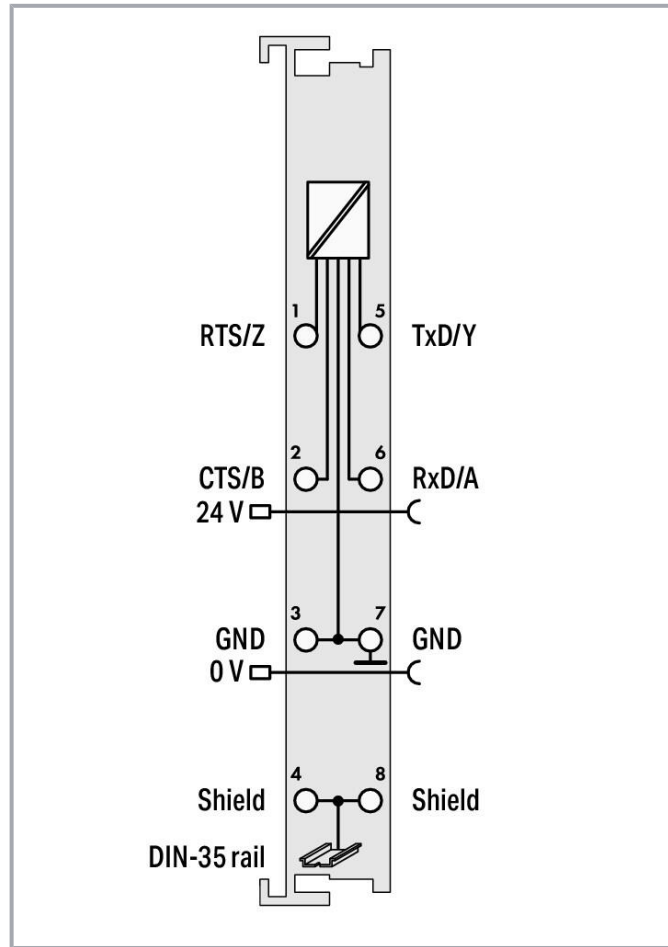 1 5
RTS/Z TxD/Y
2 6
CTS/B RxD/A
24 V
3 7
GND GND
0 V
4 8
Shield Shield
DIN-35 rail